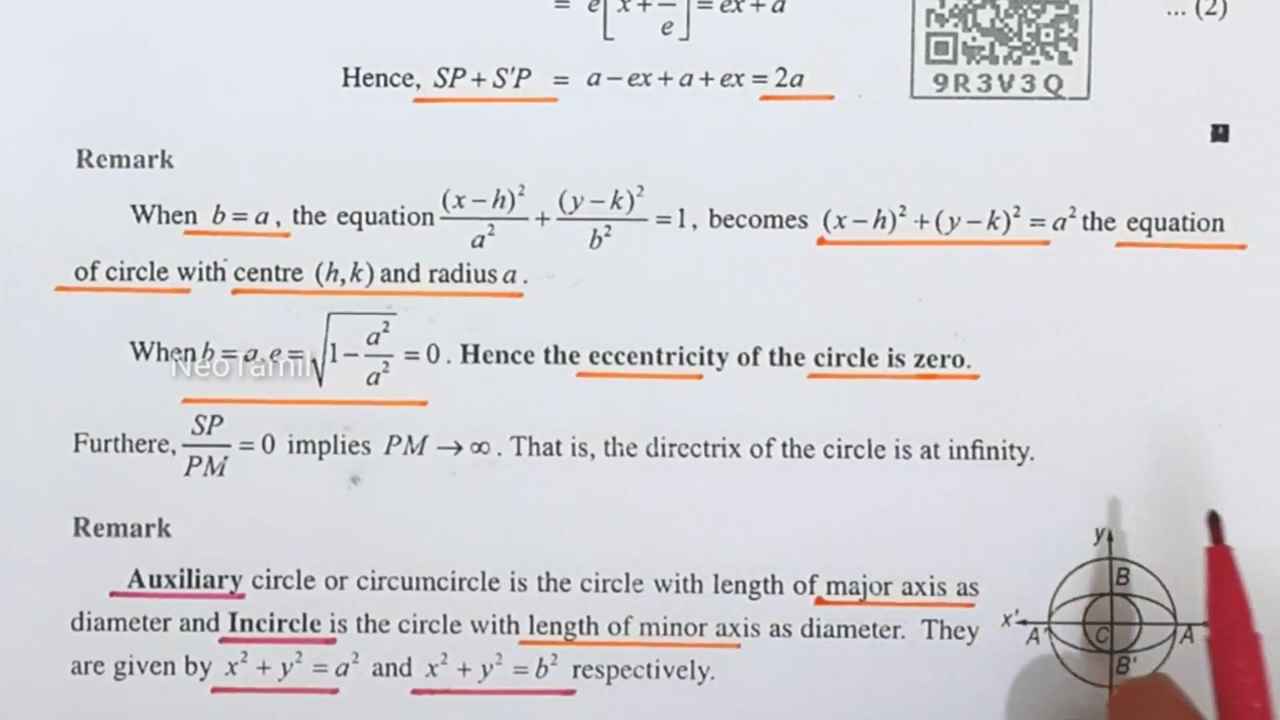 = e[x + — e] = ex + a ... (2)
Hence, SP + S'P = a − ex + a + ex = 2a
9R3V3Q
Remark
When b = a, the equation (x − h)²/a² + (y − k)²/b² = 1, becomes (x − h)² + (y − k)² = a² the equation
of circle with centre (h, k) and radius a.
When b = a, e = √(1 − a²/a²) = 0. Hence the eccentricity of the circle is zero.
NeoTamil
Furthere, SP/PM = 0 implies PM → ∞. That is, the directrix of the circle is at infinity.
Remark
Auxiliary circle or circumcircle is the circle with length of major axis as
diameter and Incircle is the circle with length of minor axis as diameter. They
are given by x² + y² = a² and x² + y² = b² respectively.
y
B
x'
A'
C
A
B'